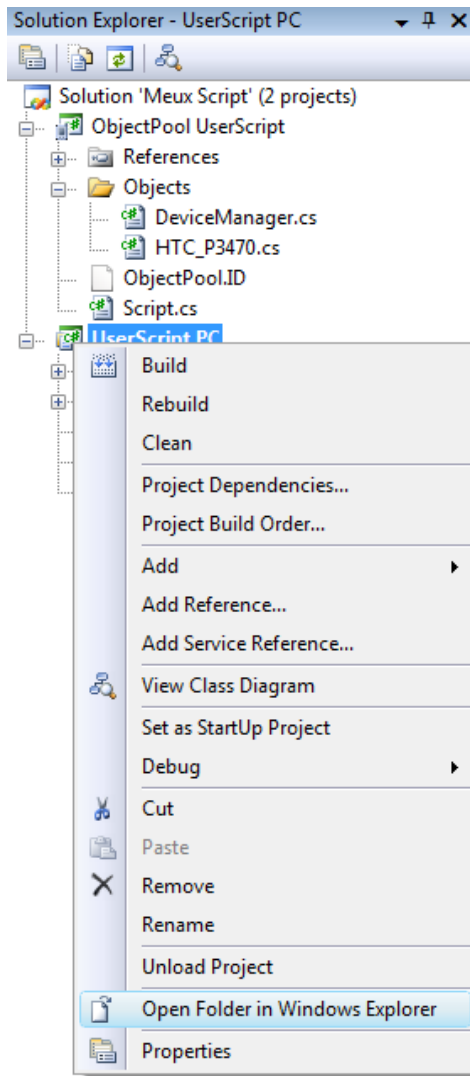 Solution Explorer - UserScript PC
Solution 'Meux Script' (2 projects)
ObjectPool UserScript
References
Objects
DeviceManager.cs
HTC_P3470.cs
ObjectPool.ID
Script.cs
UserScript PC
Build
Rebuild
Clean
Project Dependencies...
Project Build Order...
Add
Add Reference...
Add Service Reference...
View Class Diagram
Set as StartUp Project
Debug
Cut
Paste
Remove
Rename
Unload Project
Open Folder in Windows Explorer
Properties